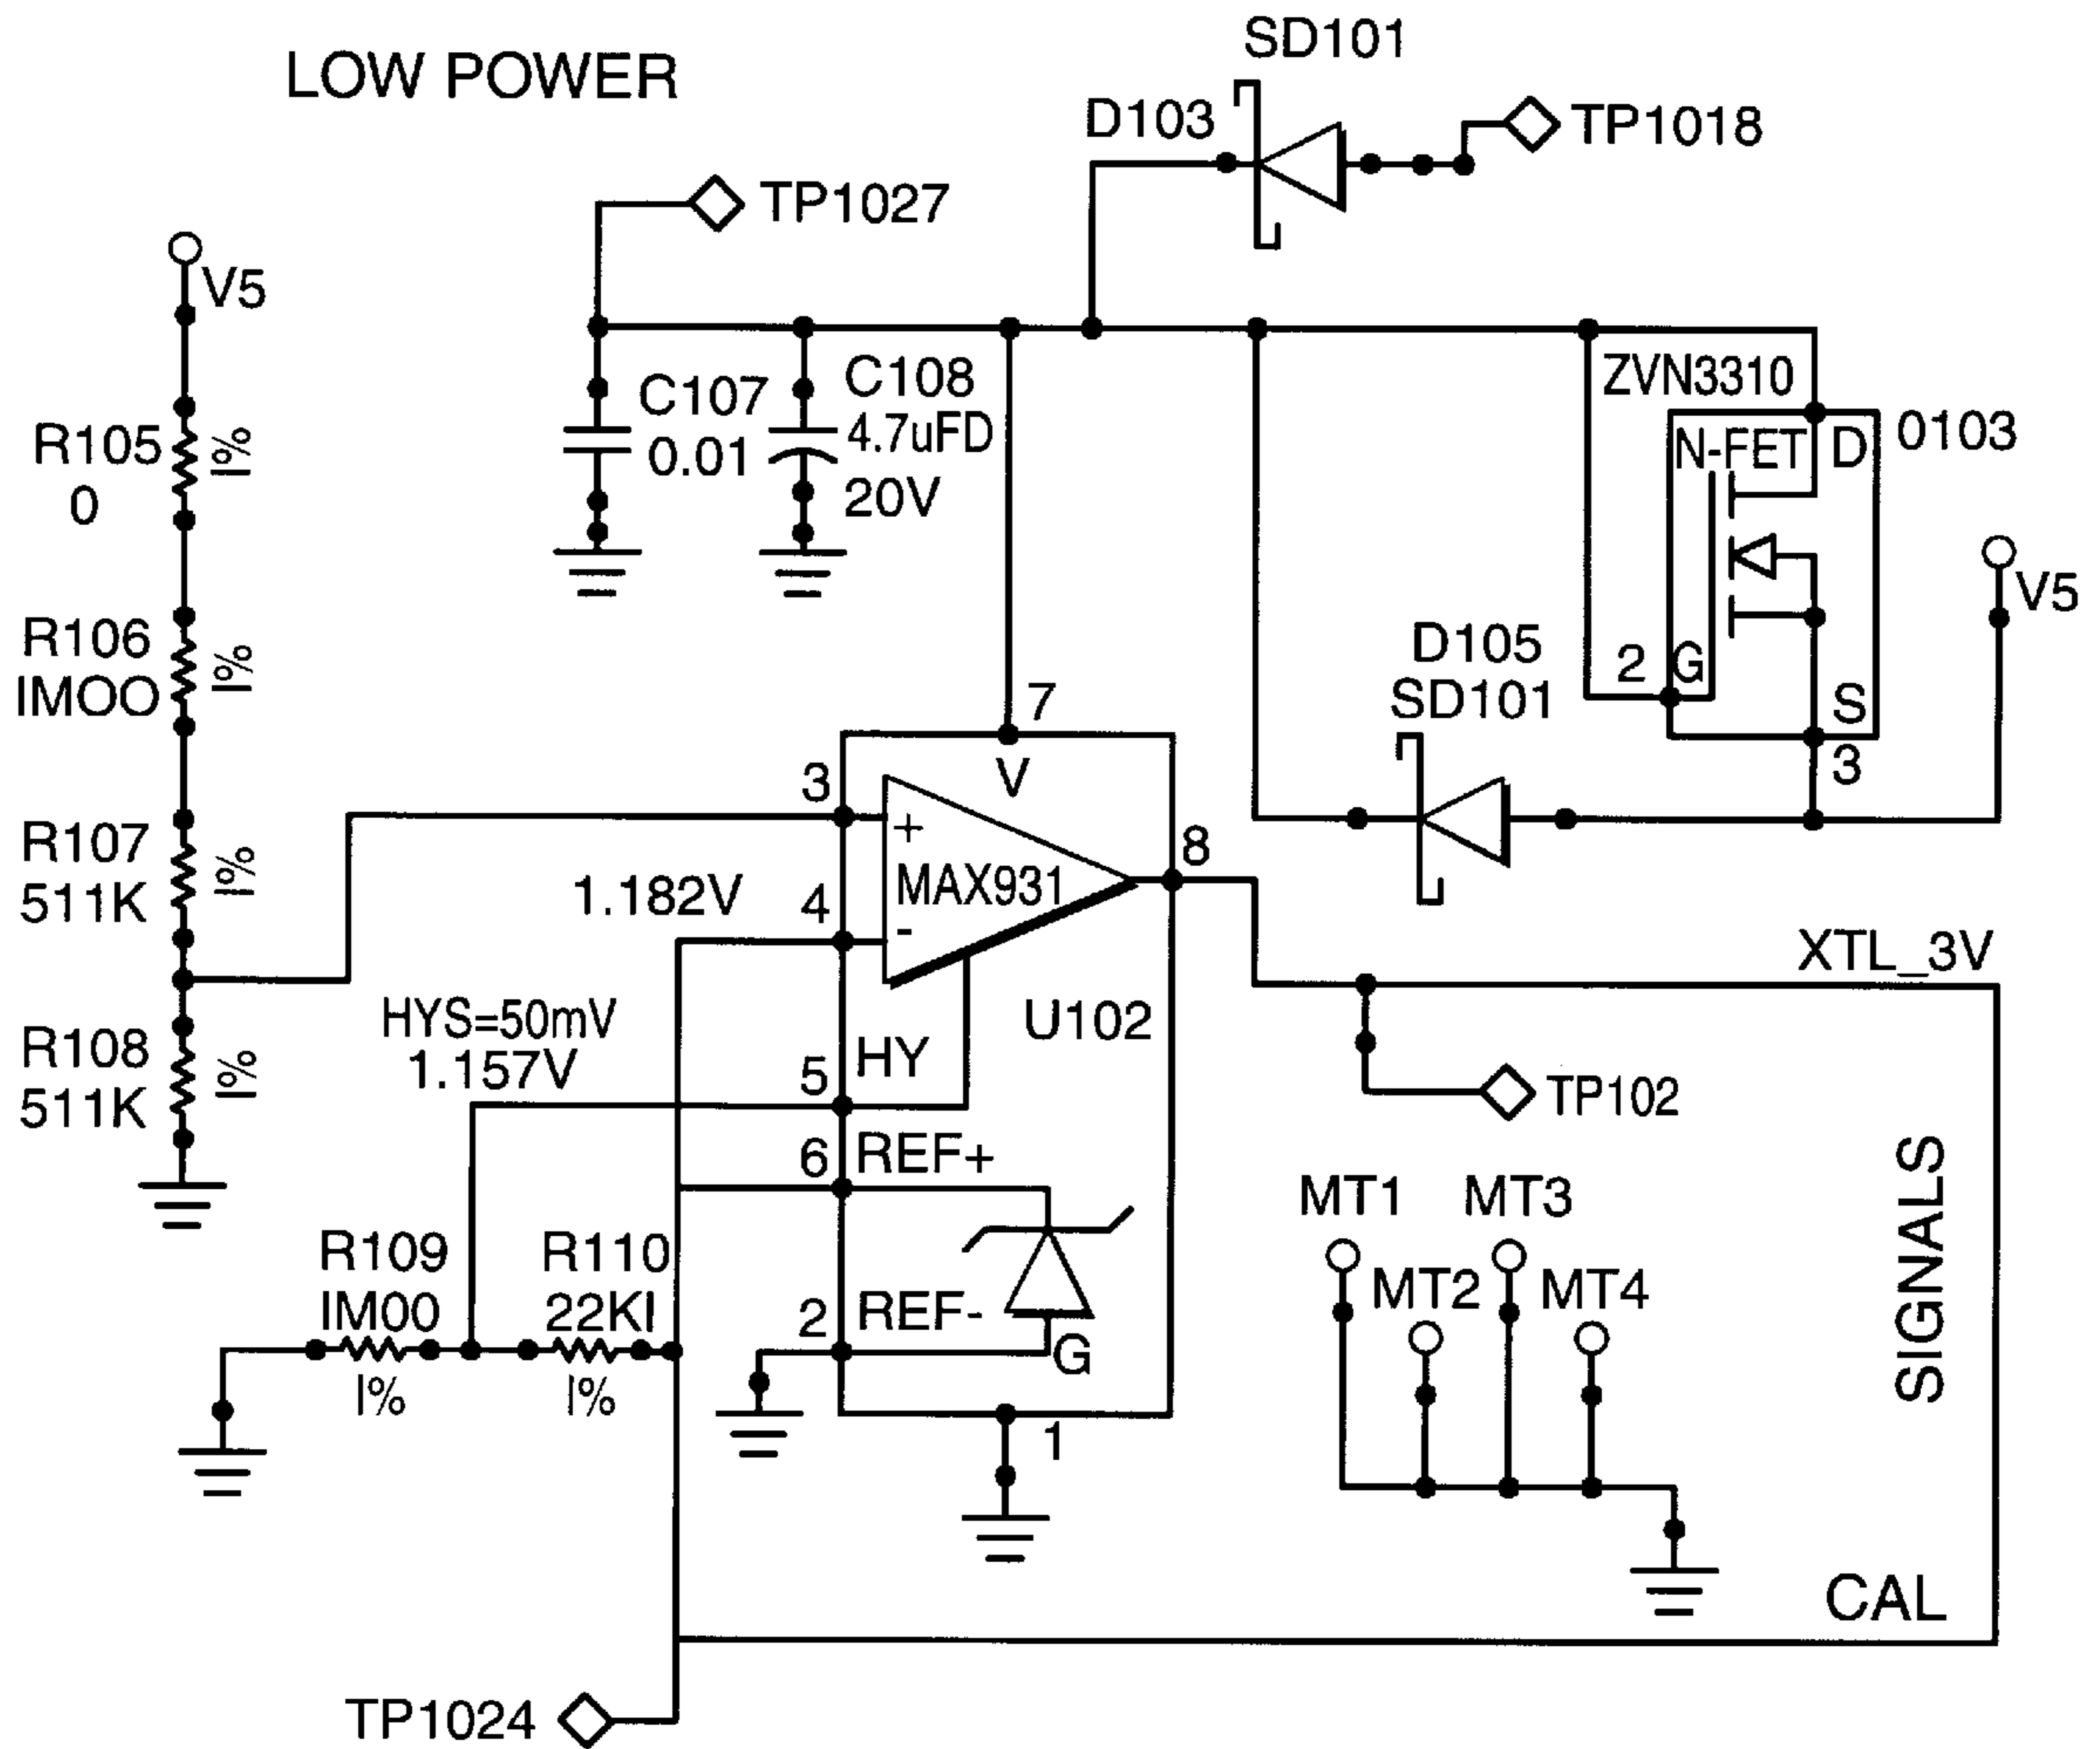 LOW POWER
SD101
D103
TP1018
TP1027
V5
C107
0.01
C108
4.7uFD
20V
ZVN3310
N-FET
D
0103
R105
0
I%
V5
R106
IMOO
I%
2
G
D105
SD101
S
3
7
V
3
+
MAX931
8
R107
511K
I%
1.182V
4
-
XTL_3V
HYS=50mV
1.157V
U102
R108
511K
I%
5
HY
TP102
6
REF+
MT1
MT3
SIGNALS
R109
IM00
I%
R110
22KI
I%
2
REF-
G
MT2
MT4
1
CAL
TP1024